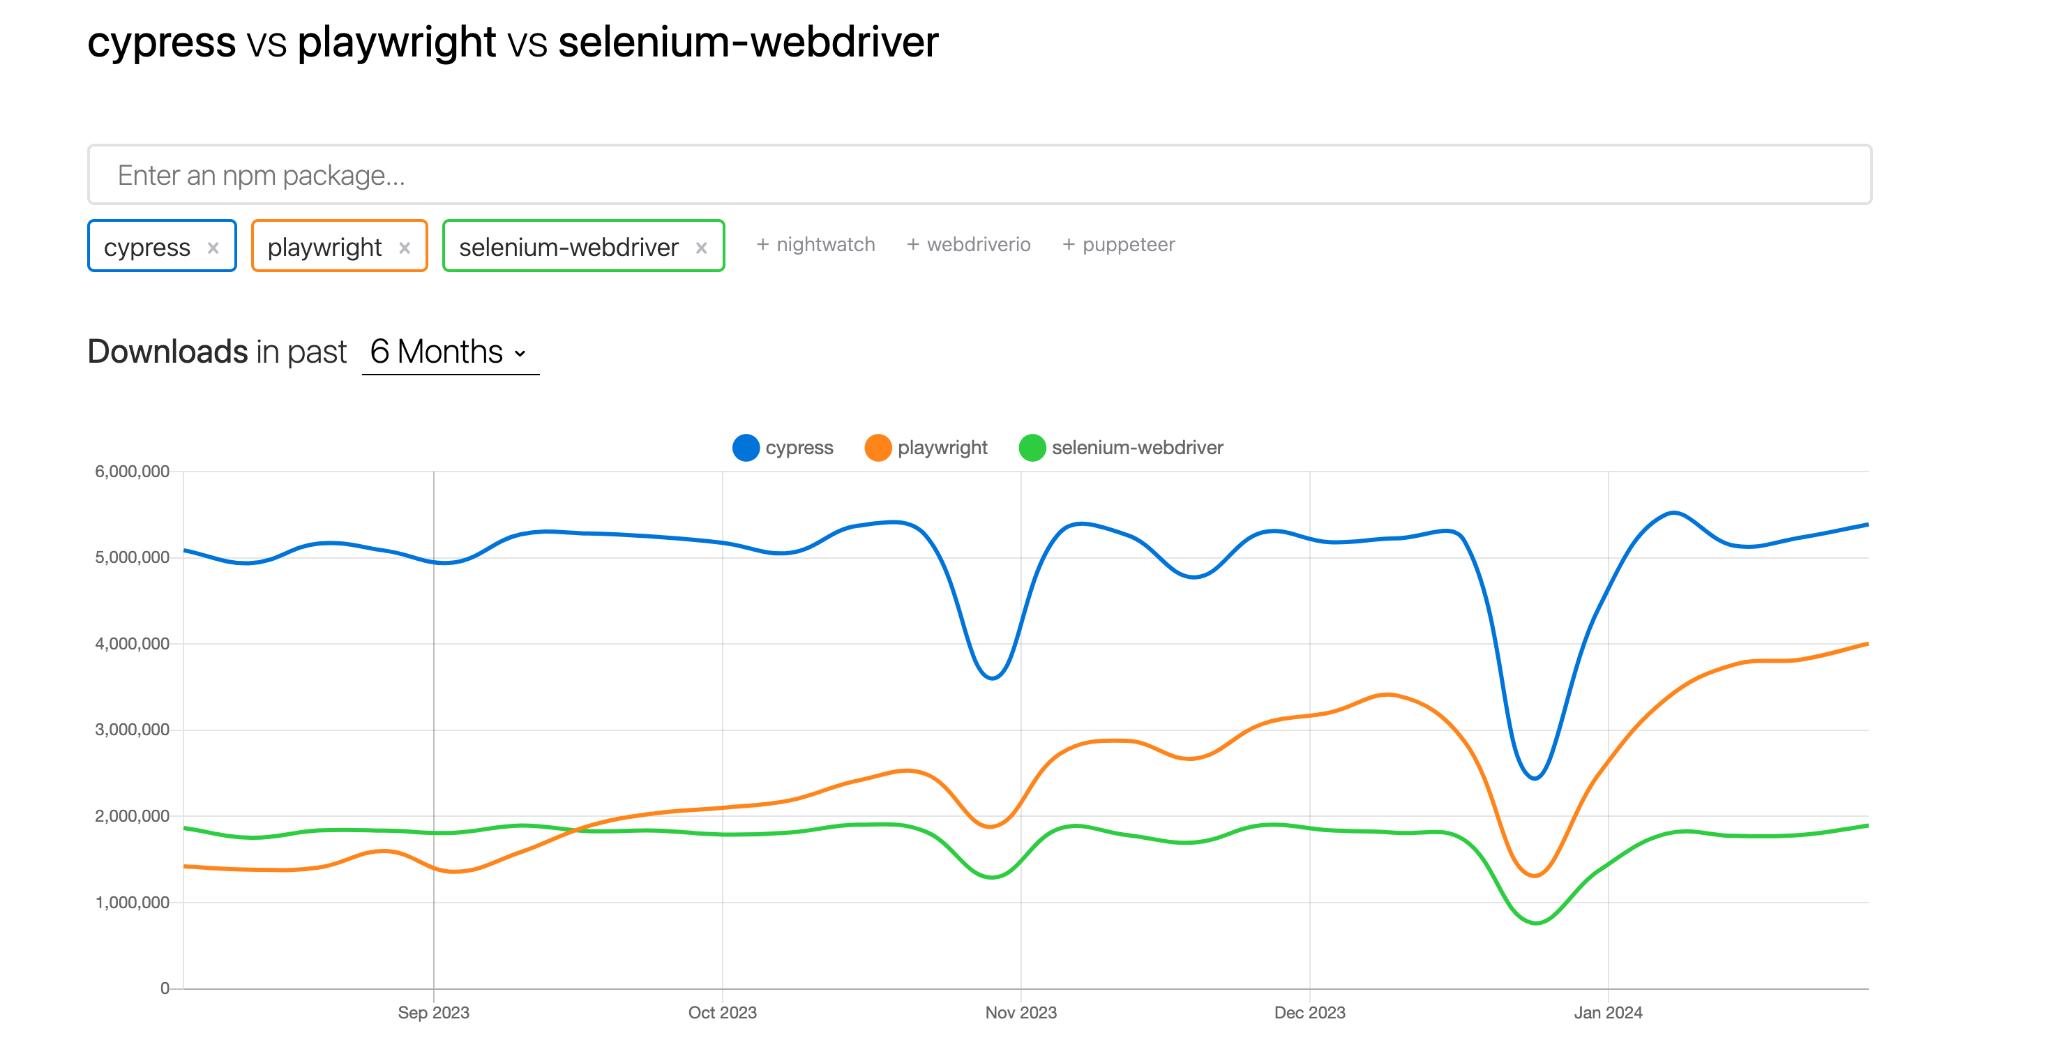 cypress vs playwright vs selenium-webdriver
Enter an npm package...
cypress × playwright × selenium-webdriver × + nightwatch + webdriverio + puppeteer
Downloads in past 6 Months
cypress playwright selenium-webdriver
6,000,000
5,000,000
4,000,000
3,000,000
2,000,000
1,000,000
0
Sep 2023 Oct 2023 Nov 2023 Dec 2023 Jan 2024